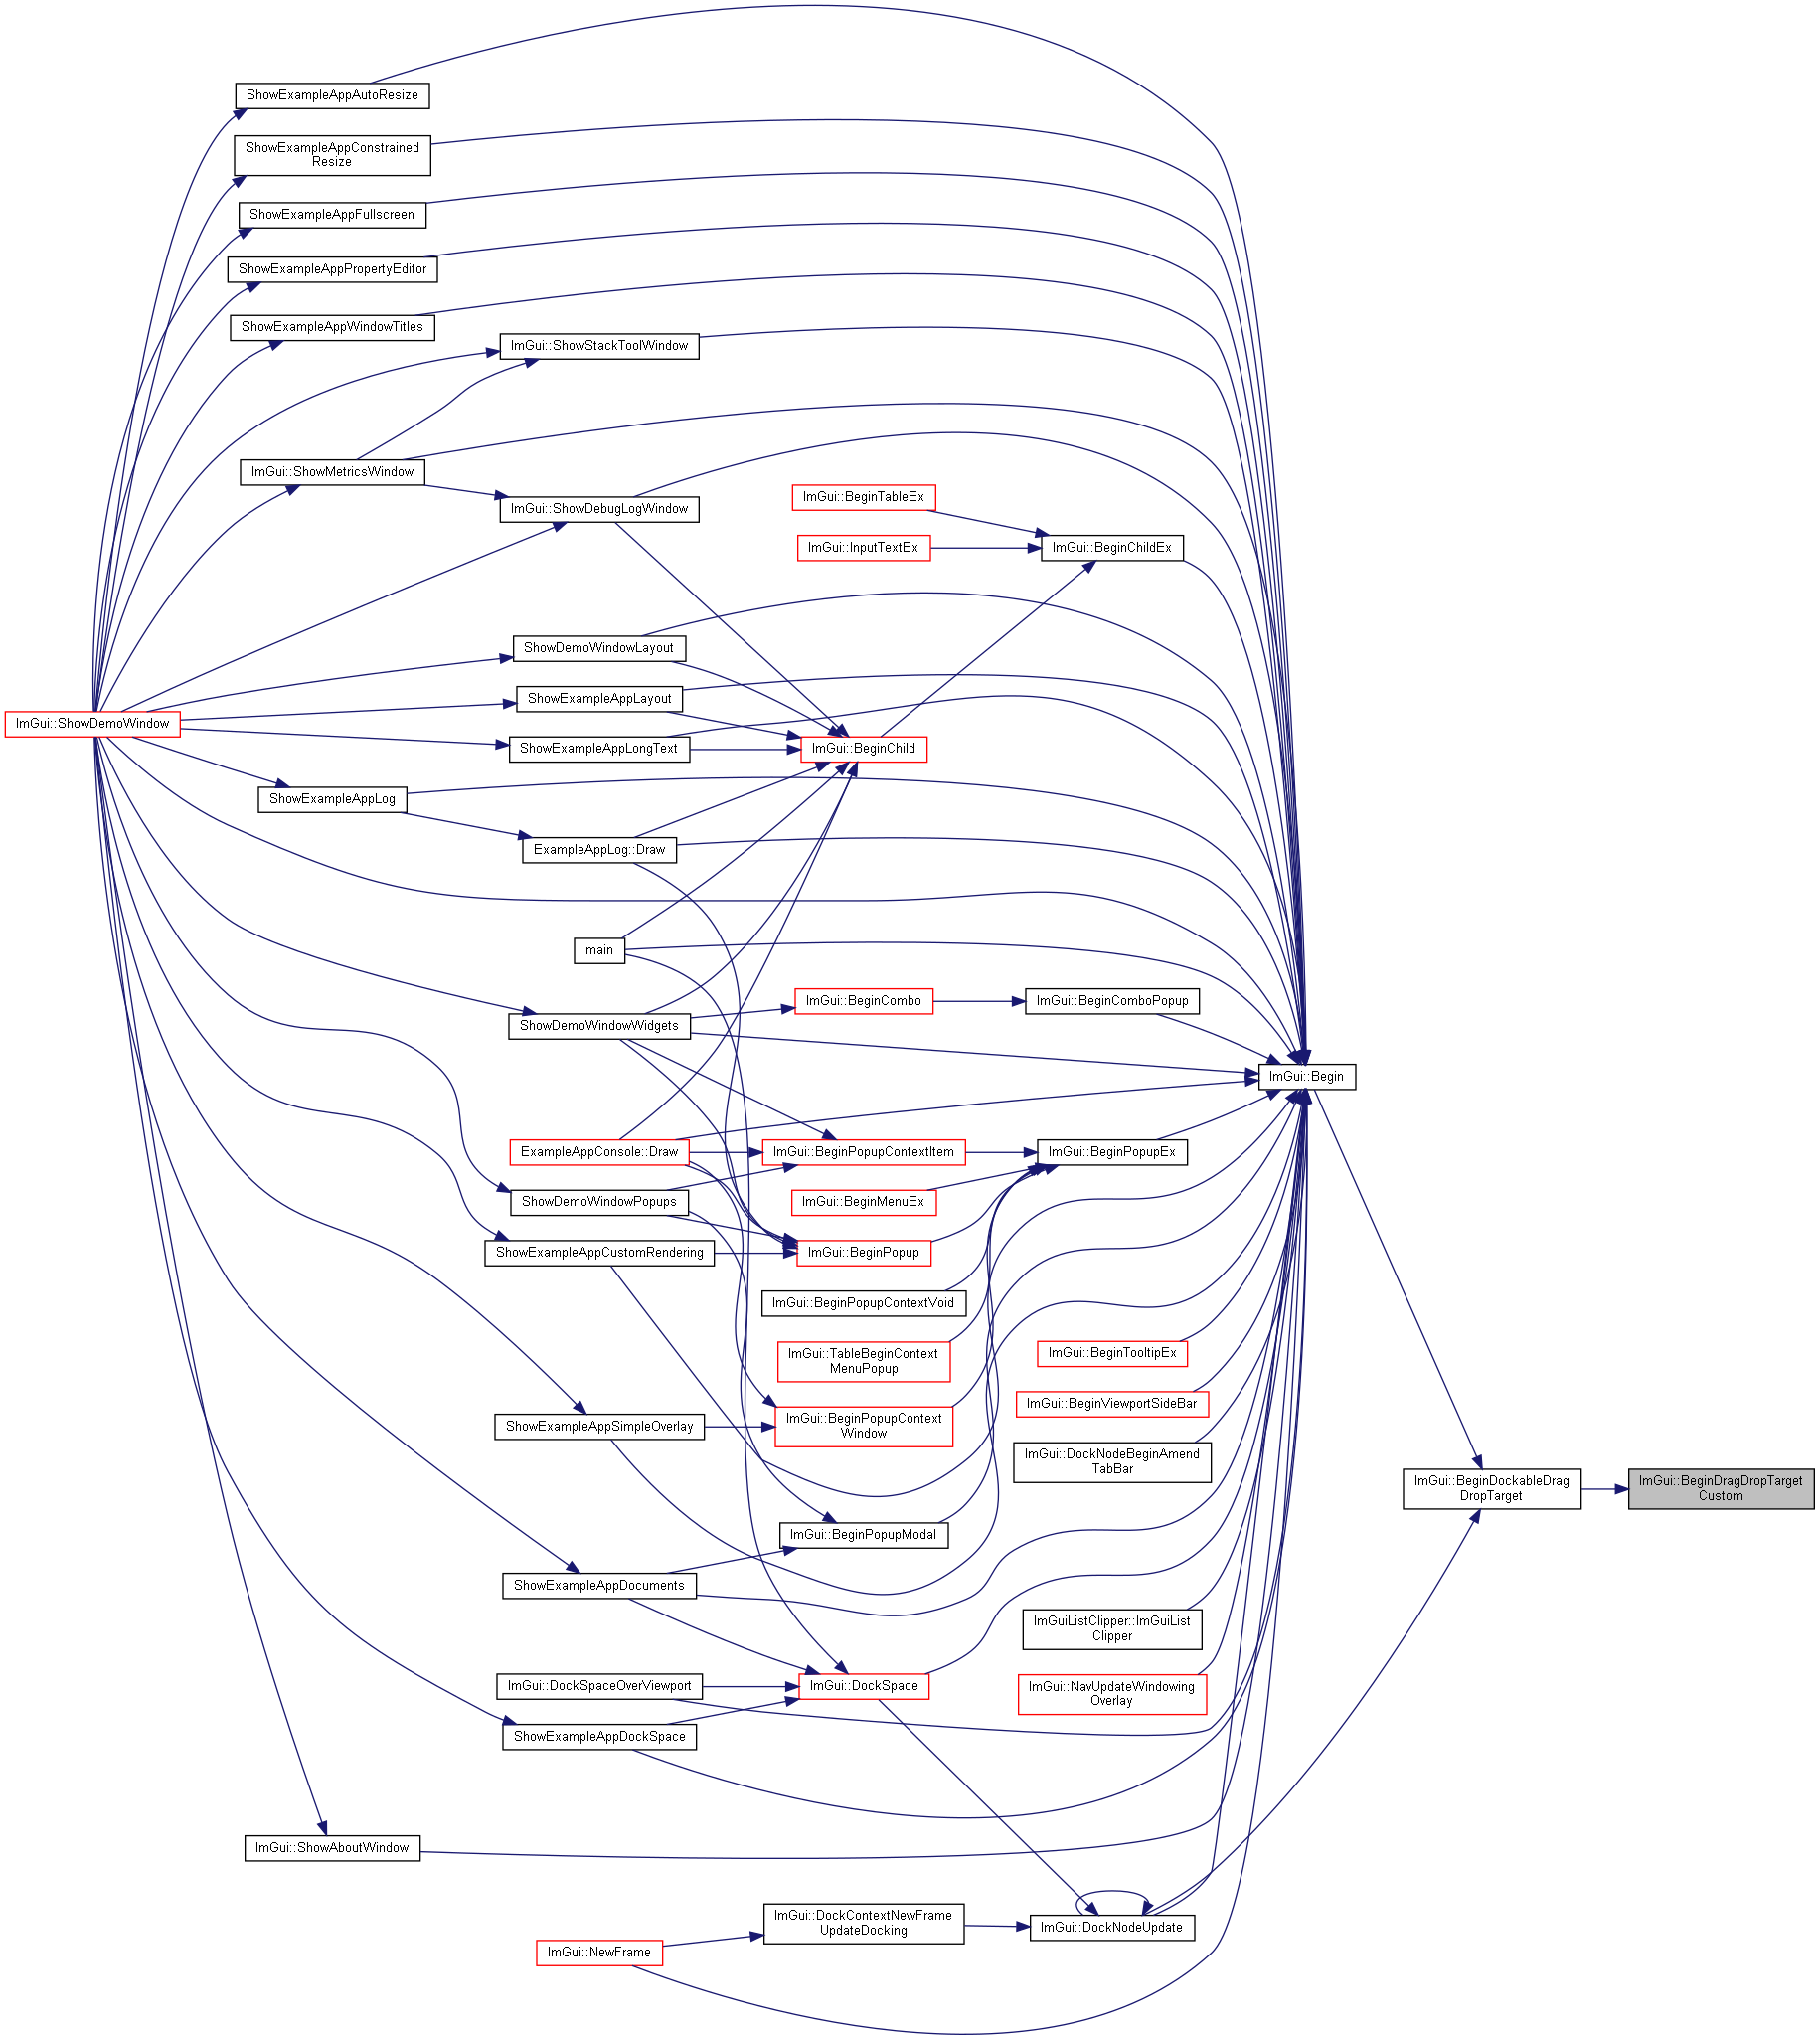 ShowExampleAppAutoResize
ShowExampleAppConstrained
Resize
ShowExampleAppFullscreen
ShowExampleAppPropertyEditor
ShowExampleAppWindowTitles
ImGui::ShowStackToolWindow
ImGui::ShowMetricsWindow
ImGui::ShowDebugLogWindow
ImGui::BeginTableEx
ImGui::InputTextEx
ImGui::BeginChildEx
ShowDemoWindowLayout
ShowExampleAppLayout
ImGui::ShowDemoWindow
ShowExampleAppLongText
ImGui::BeginChild
ShowExampleAppLog
ExampleAppLog::Draw
main
ImGui::BeginCombo
ImGui::BeginComboPopup
ShowDemoWindowWidgets
ImGui::Begin
ExampleAppConsole::Draw
ImGui::BeginPopupContextItem
ImGui::BeginPopupEx
ShowDemoWindowPopups
ImGui::BeginMenuEx
ShowExampleAppCustomRendering
ImGui::BeginPopup
ImGui::BeginPopupContextVoid
ImGui::TableBeginContext
MenuPopup
ImGui::BeginTooltipEx
ImGui::BeginViewportSideBar
ShowExampleAppSimpleOverlay
ImGui::BeginPopupContext
Window
ImGui::DockNodeBeginAmend
TabBar
ImGui::BeginDockableDrag
DropTarget
ImGui::BeginDragDropTarget
Custom
ImGui::BeginPopupModal
ShowExampleAppDocuments
ImGuiListClipper::ImGuiList
Clipper
ImGui::DockSpaceOverViewport
ImGui::DockSpace
ImGui::NavUpdateWindowing
Overlay
ShowExampleAppDockSpace
ImGui::ShowAboutWindow
ImGui::DockContextNewFrame
UpdateDocking
ImGui::DockNodeUpdate
ImGui::NewFrame